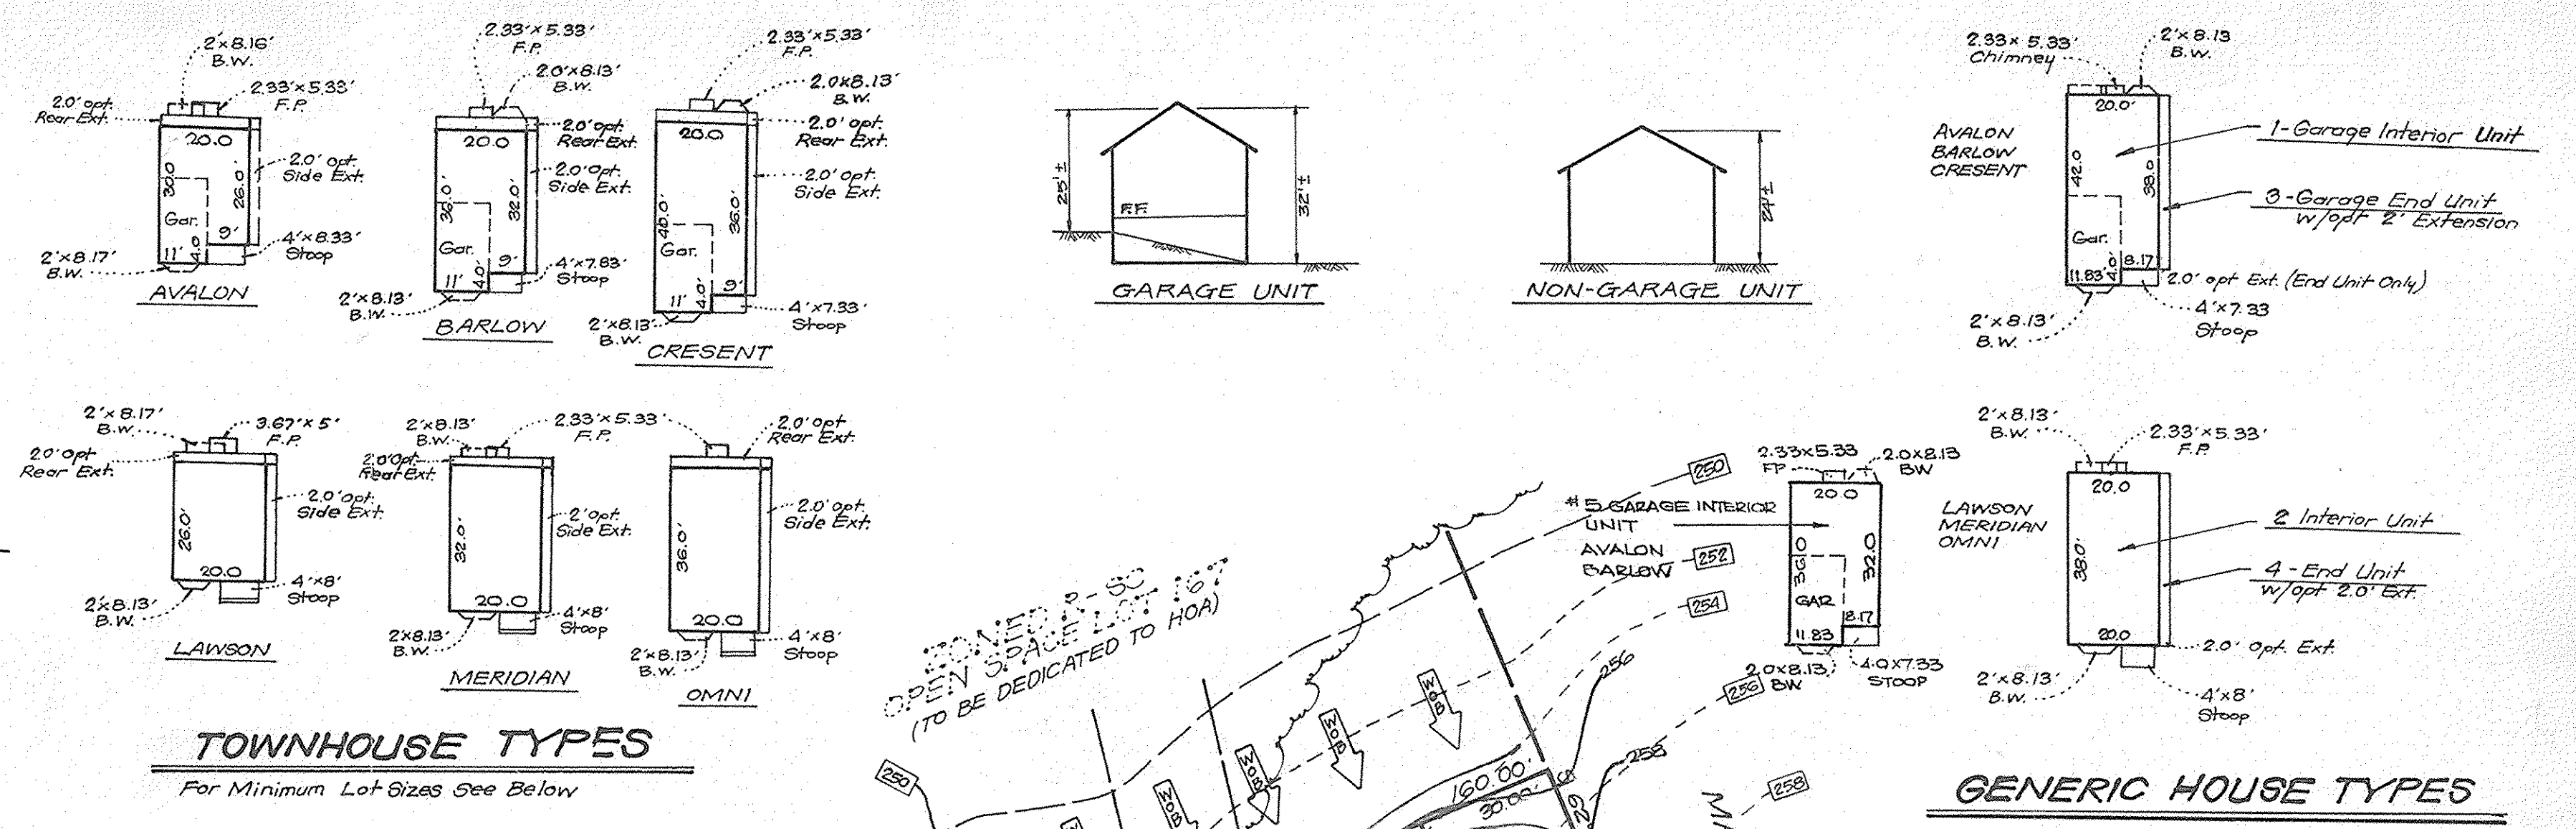 2'x8.16'
B.W.
2.33'x5.33'
F.P.
2.0' opt.
Rear Ext.
20.0
30.0
26.0'
2.0' opt.
Side Ext.
Gar.
9'
11'
4.0
4'x8.33'
Stoop
2'x8.17'
B.W.
AVALON
2.33'x5.33'
F.P.
2.0'x8.13'
B.W.
2.0' opt.
Rear Ext.
20.0
36.0'
32.0'
2.0' opt.
Side Ext.
Gar.
9'
11'
4.0'
4'x7.83'
Stoop
2'x8.13'
B.W.
BARLOW
2.33'x5.33'
F.P.
2.0x8.13'
B.W.
2.0' opt.
Rear Ext.
20.0
40.0'
36.0'
2.0' opt.
Side Ext.
Gar.
9'
11'
4.0'
4'x7.33'
Stoop
2'x8.13'
B.W.
CRESENT
25'±
F.F.
32'±
GARAGE UNIT
24'±
NON-GARAGE UNIT
2.33x5.33'
Chimney
2'x8.13
B.W.
20.0'
AVALON
BARLOW
CRESENT
42.0
38.0
1-Garage Interior Unit
3-Garage End Unit
w/opt 2' Extension
Gar.
8.17
11.83'
4.0'
2.0' opt Ext. (End Unit Only)
4'x7.33
Stoop
2'x8.13'
B.W.
2'x8.17'
B.W.
3.67'x5'
F.P.
2.0' Opt
Rear Ext.
26.0'
2.0' opt.
Side Ext.
20.0
4'x8'
Stoop
2'x8.13'
B.W.
LAWSON
2'x8.13'
B.W.
2.33'x5.33'
F.P.
2.0' Opt.
Rear Ext.
32.0'
2' opt.
Side Ext.
20.0
4'x8'
Stoop
2'x8.13'
B.W.
MERIDIAN
2.0' opt
Rear Ext.
36.0'
2.0' opt.
Side Ext.
20.0
4'x8'
Stoop
2'x8.13'
B.W.
OMNI
TOWNHOUSE TYPES
For Minimum Lot Sizes See Below
ZONED R-SC
OPEN SPACE LOT 167
(TO BE DEDICATED TO HOA)
250
250
252
254
256
256
258
258
WOB
WOB
WOB
WOB
160.00'
30.00'
2.33x5.33
FP
2.0x8.13
BW
20.0
#5 GARAGE INTERIOR
UNIT
AVALON
BARLOW
36.0
32.0
GAR
8.17
11.83
2.0x8.13
BW
4.0x7.33
STOOP
2'x8.13'
B.W.
2.33'x5.33'
F.P.
20.0
LAWSON
MERIDIAN
OMNI
38.0'
2 Interior Unit
4-End Unit
w/opt 2.0' Ext.
20.0
2.0' Opt. Ext.
2'x8.13'
B.W.
4'x8'
Stoop
GENERIC HOUSE TYPES